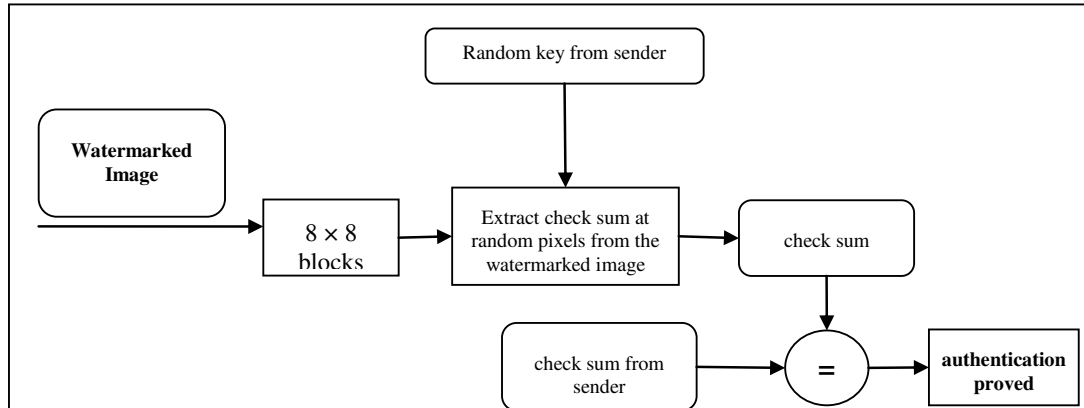 Random key from sender
Watermarked
Image
8 × 8
blocks
Extract check sum at
random pixels from the
watermarked image
check sum
check sum from
sender
=
authentication
proved